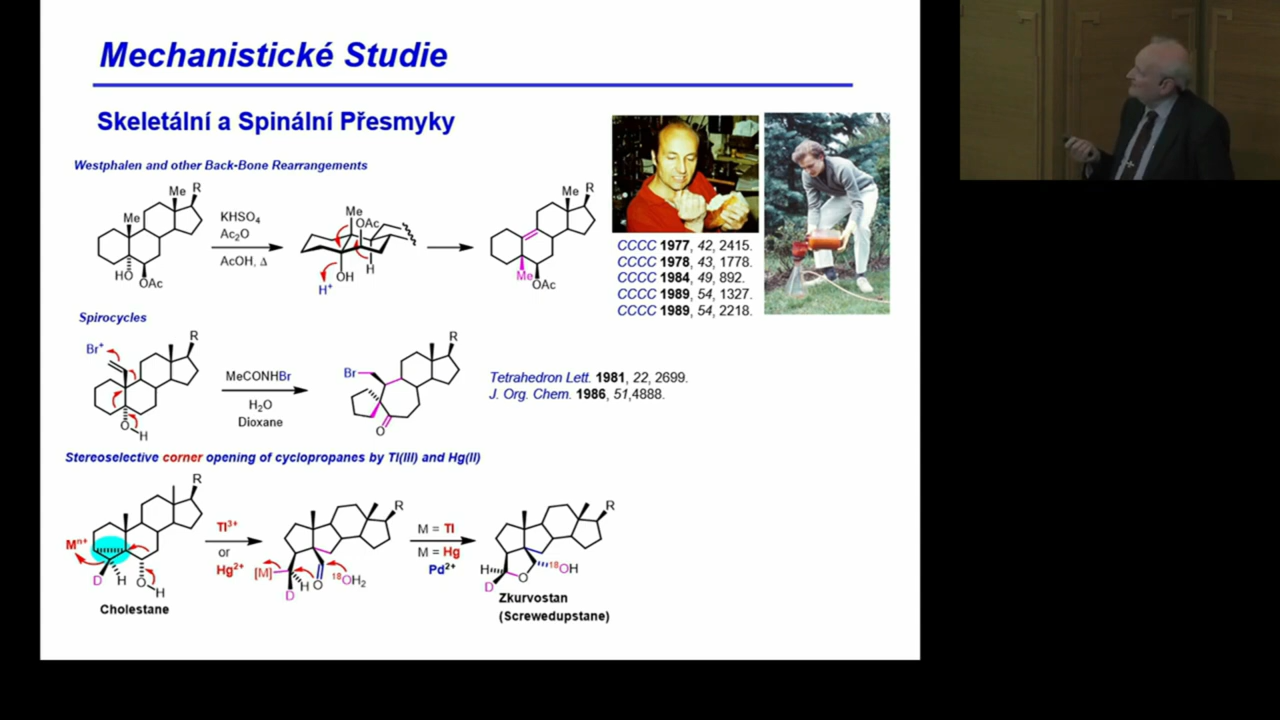 Mechanistické Studie
Skeletální a Spinální Přesmyky
Westphalen and other Back-Bone Rearrangements
Me
R
Me
HO
OAc
KHSO4
Ac2O
AcOH, Δ
Me
OAc
H
OH
H+
Me
R
Me
OAc
CCCC 1977, 42, 2415.
CCCC 1978, 43, 1778.
CCCC 1984, 49, 892.
CCCC 1989, 54, 1327.
CCCC 1989, 54, 2218.
Spirocycles
Br+
R
O
H
MeCONHBr
H2O
Dioxane
Br
R
O
Tetrahedron Lett. 1981, 22, 2699.
J. Org. Chem. 1986, 51,4888.
Stereoselective corner opening of cyclopropanes by Tl(III) and Hg(II)
R
Mn+
D
H
O
H
Cholestane
Tl3+
or
Hg2+
R
[M]
H
O
18OH2
D
M = Tl
M = Hg
Pd2+
R
H
D
O
18OH
Zkurvostan
(Screwedupstane)